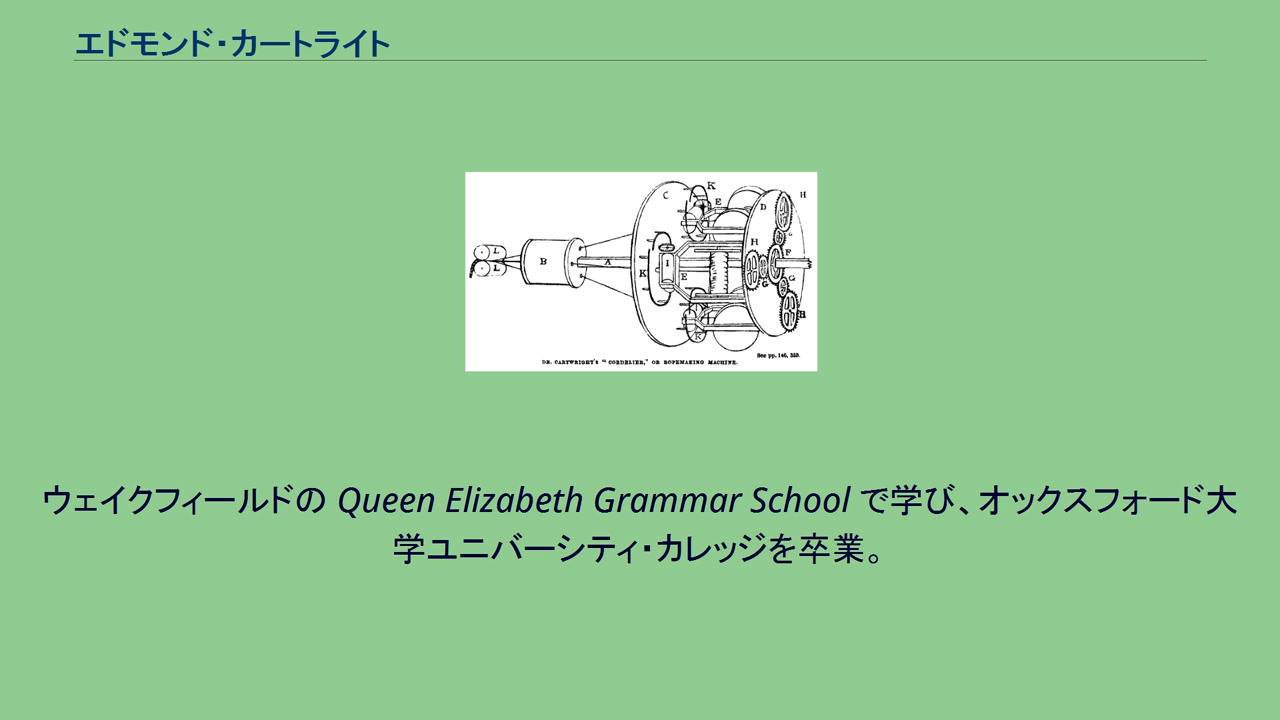 エドモンド・カートライト
K
C
E
D
H
G
L
H
F
B
A
I
L
K
E
G
G
H
K
See pp. 146, 359.
DR. CARTWRIGHT'S "CORDELIER," OR ROPEMAKING MACHINE.
ウェイクフィールドの Queen Elizabeth Grammar School で学び、オックスフォード大
学ユニバーシティ・カレッジを卒業。